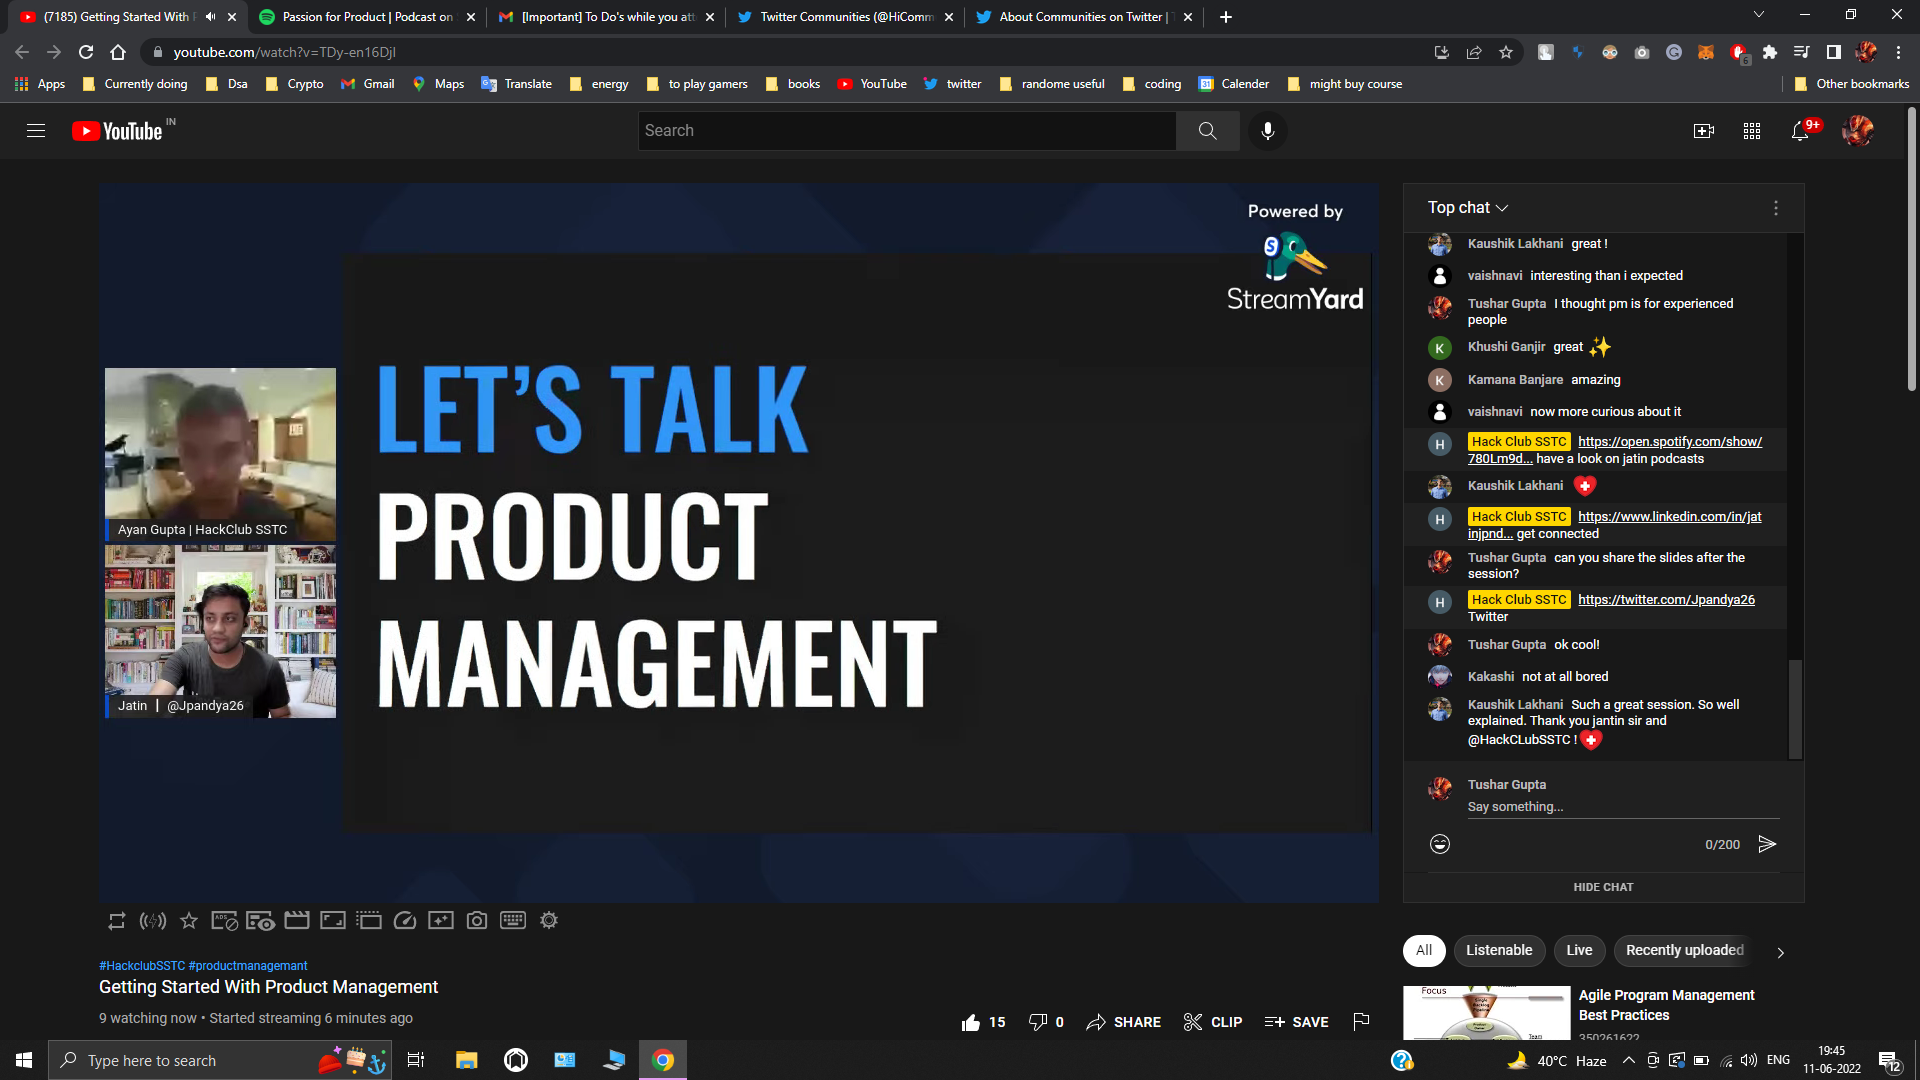 (7185) Getting Started With
Passion for Product | Podcast on
[Important] To Do's while you att
Twitter Communities (@HiComm
About Communities on Twitter |
youtube.com/watch?v=TDy-en16DjI
6
Apps
Currently doing
Dsa
Crypto
Gmail
Maps
Translate
energy
to play gamers
books
YouTube
twitter
randome useful
coding
31
Calender
might buy course
Other bookmarks
YouTube IN
Search
9+
Powered by
S
StreamYard
LET'S TALK
PRODUCT
MANAGEMENT
Ayan Gupta | HackClub SSTC
Jatin | @Jpandya26
Top chat
Kaushik Lakhani great !
vaishnavi interesting than i expected
Tushar Gupta I thought pm is for experienced
people
K Khushi Ganjir great
K Kamana Banjare amazing
vaishnavi now more curious about it
H Hack Club SSTC https://open.spotify.com/show/
780Lm9d... have a look on jatin podcasts
Kaushik Lakhani
H Hack Club SSTC https://www.linkedin.com/in/jat
injpnd... get connected
Tushar Gupta can you share the slides after the
session?
H Hack Club SSTC https://twitter.com/Jpandya26
Twitter
Tushar Gupta ok cool!
Kakashi not at all bored
Kaushik Lakhani Such a great session. So well
explained. Thank you jantin sir and
@HackCLubSSTC !
Tushar Gupta
Say something...
0/200
HIDE CHAT
ADS
#HackclubSSTC #productmanagemant
Getting Started With Product Management
9 watching now • Started streaming 6 minutes ago
15
0
SHARE
CLIP
SAVE
All
Listenable
Live
Recently uploaded
Focus
Agile Program Management
Best Practices
350261622
Team
Type here to search
40°C Haze
ENG
19:45
11-06-2022
12